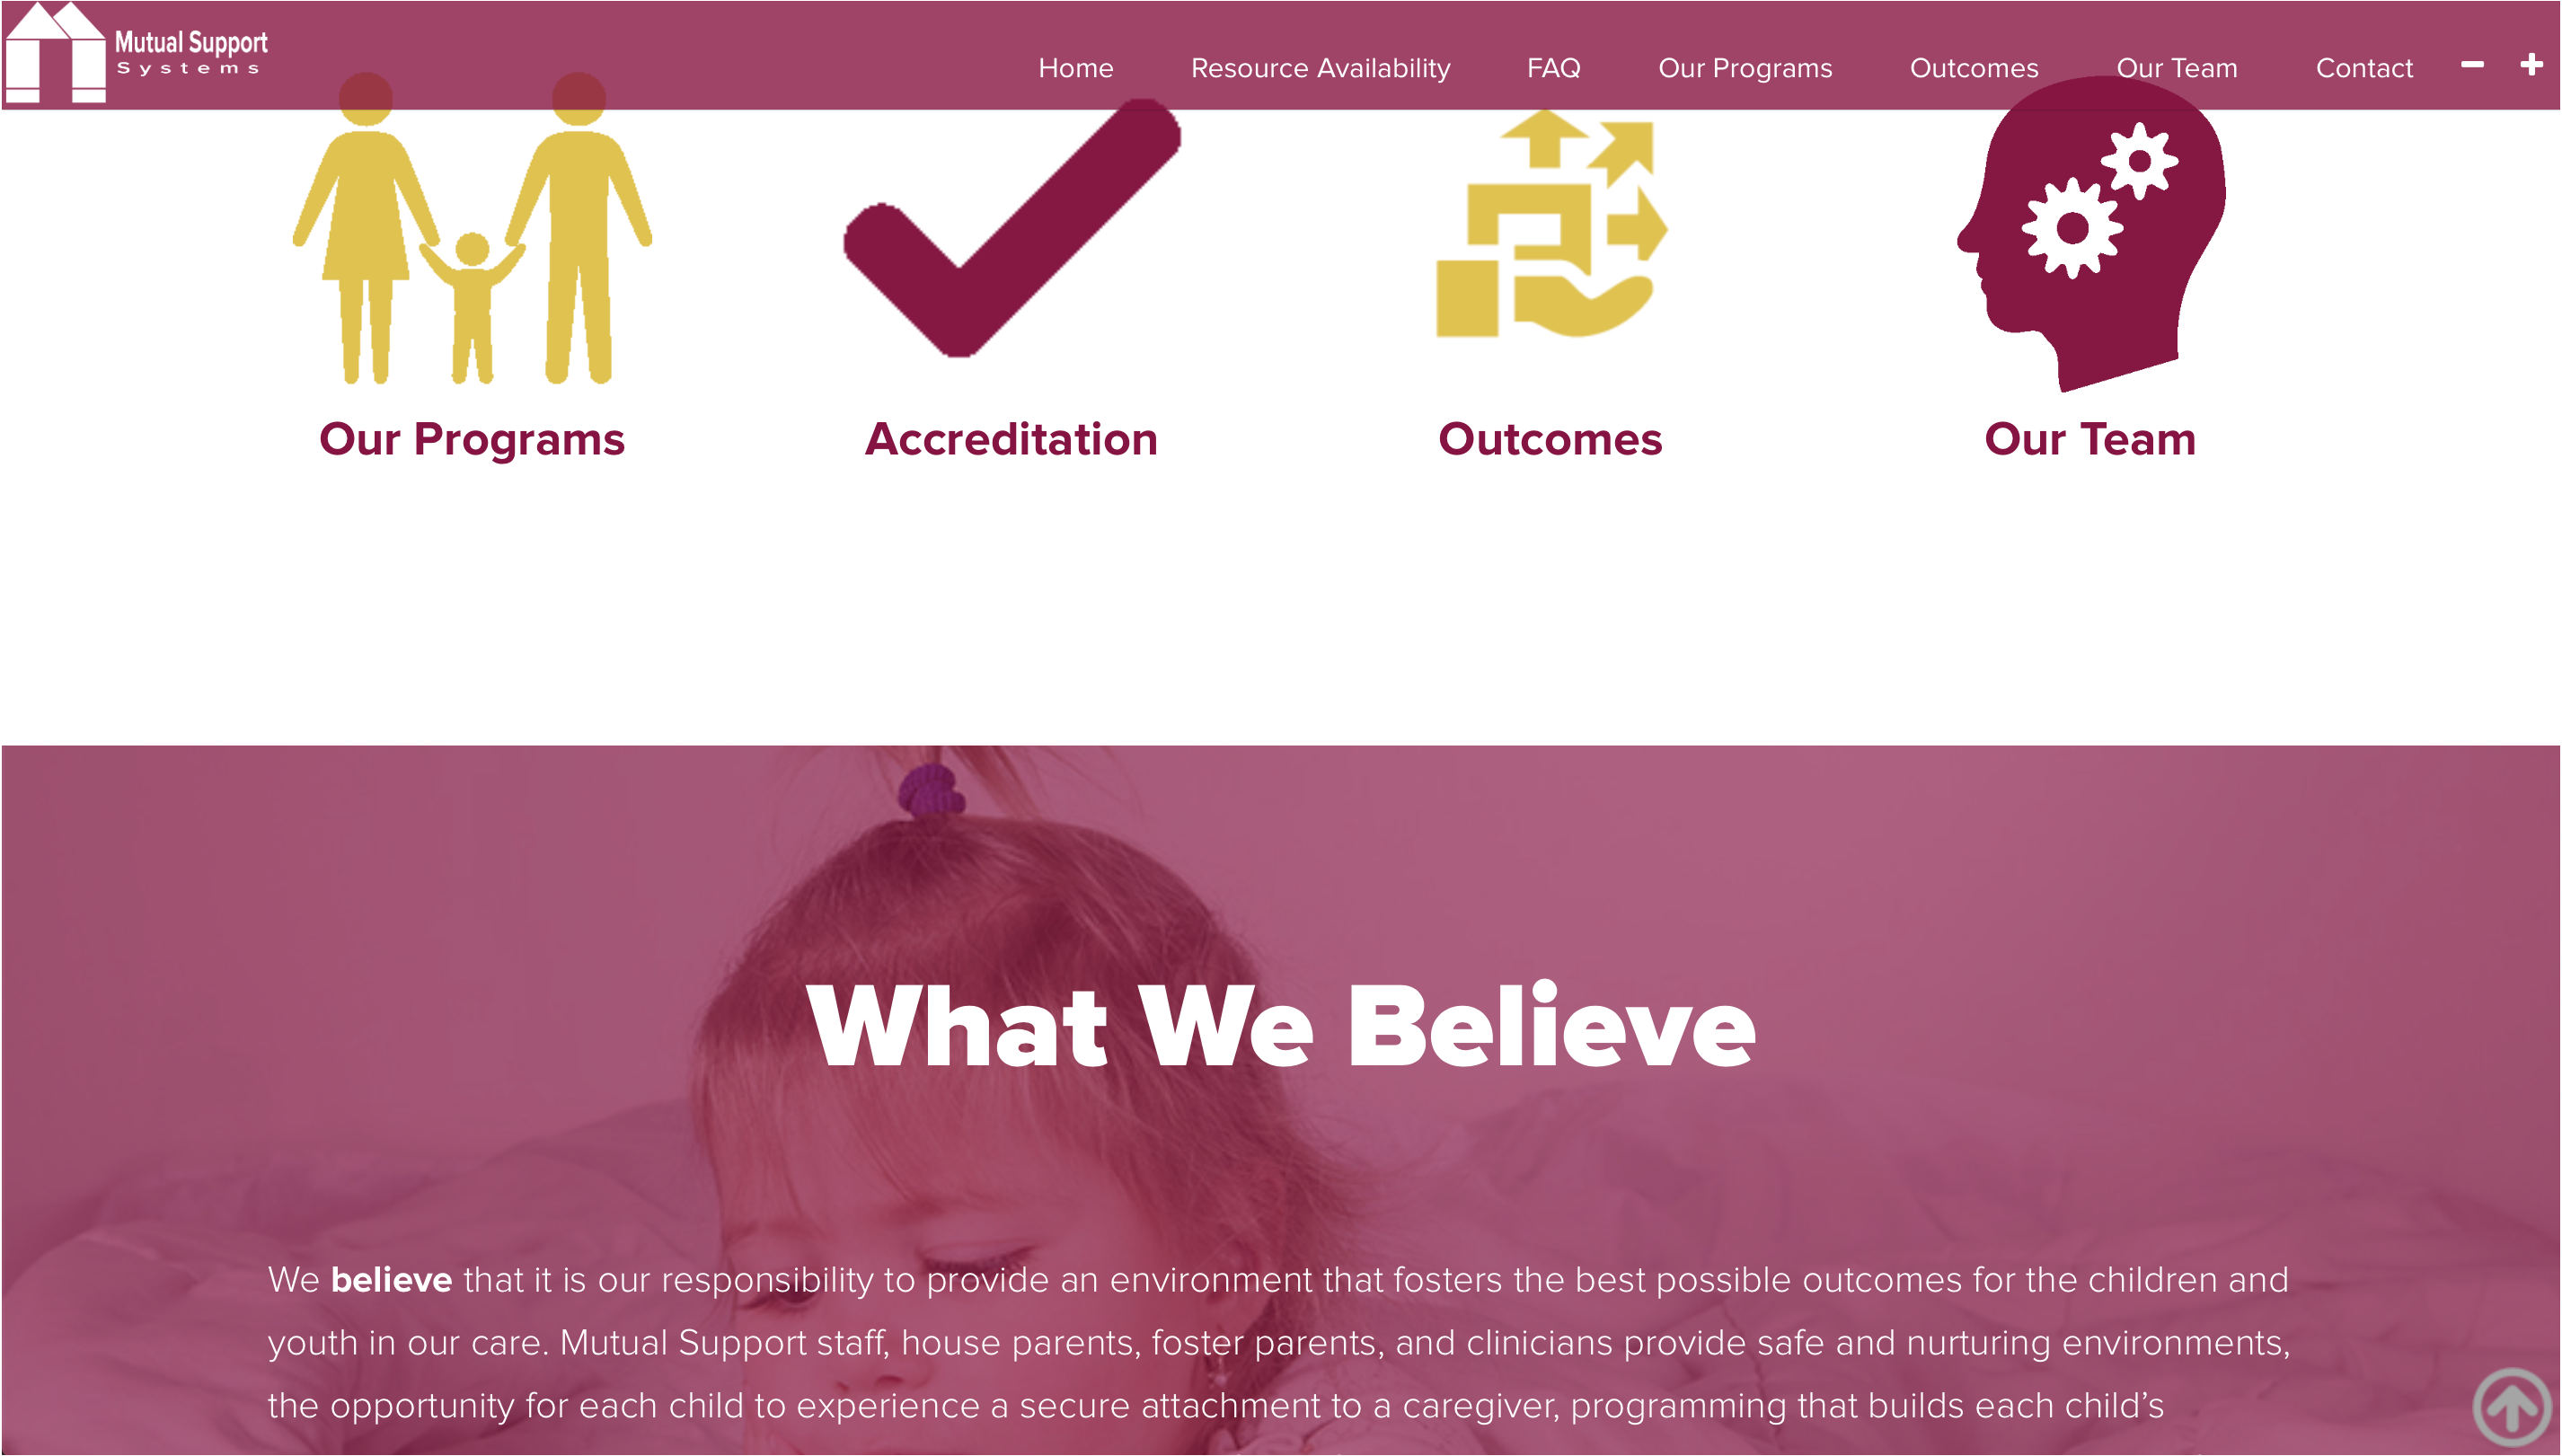 Mutual Support
Systems
Home Resource Availability FAQ Our Programs Outcomes Our Team Contact
Our Programs Accreditation Outcomes Our Team
What We Believe
We believe that it is our responsibility to provide an environment that fosters the best possible outcomes for the children and
youth in our care. Mutual Support staff, house parents, foster parents, and clinicians provide safe and nurturing environments,
the opportunity for each child to experience a secure attachment to a caregiver, programming that builds each child’s